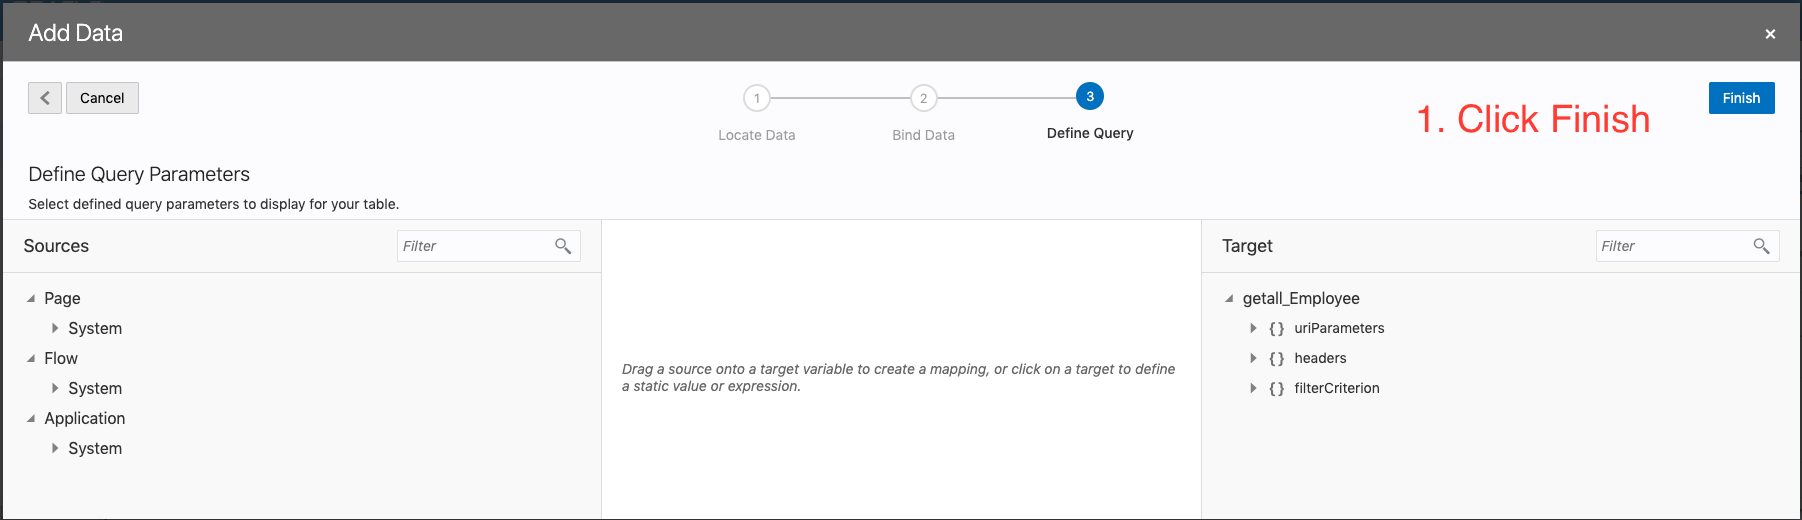 Add Data
×
Cancel
1
2
3
Locate Data
Bind Data
Define Query
1. Click Finish
Finish
Define Query Parameters
Select defined query parameters to display for your table.
Sources
Filter
Page
System
Flow
System
Application
System
Drag a source onto a target variable to create a mapping, or click on a target to define
a static value or expression.
Target
Filter
getall_Employee
{} uriParameters
{} headers
{} filterCriterion